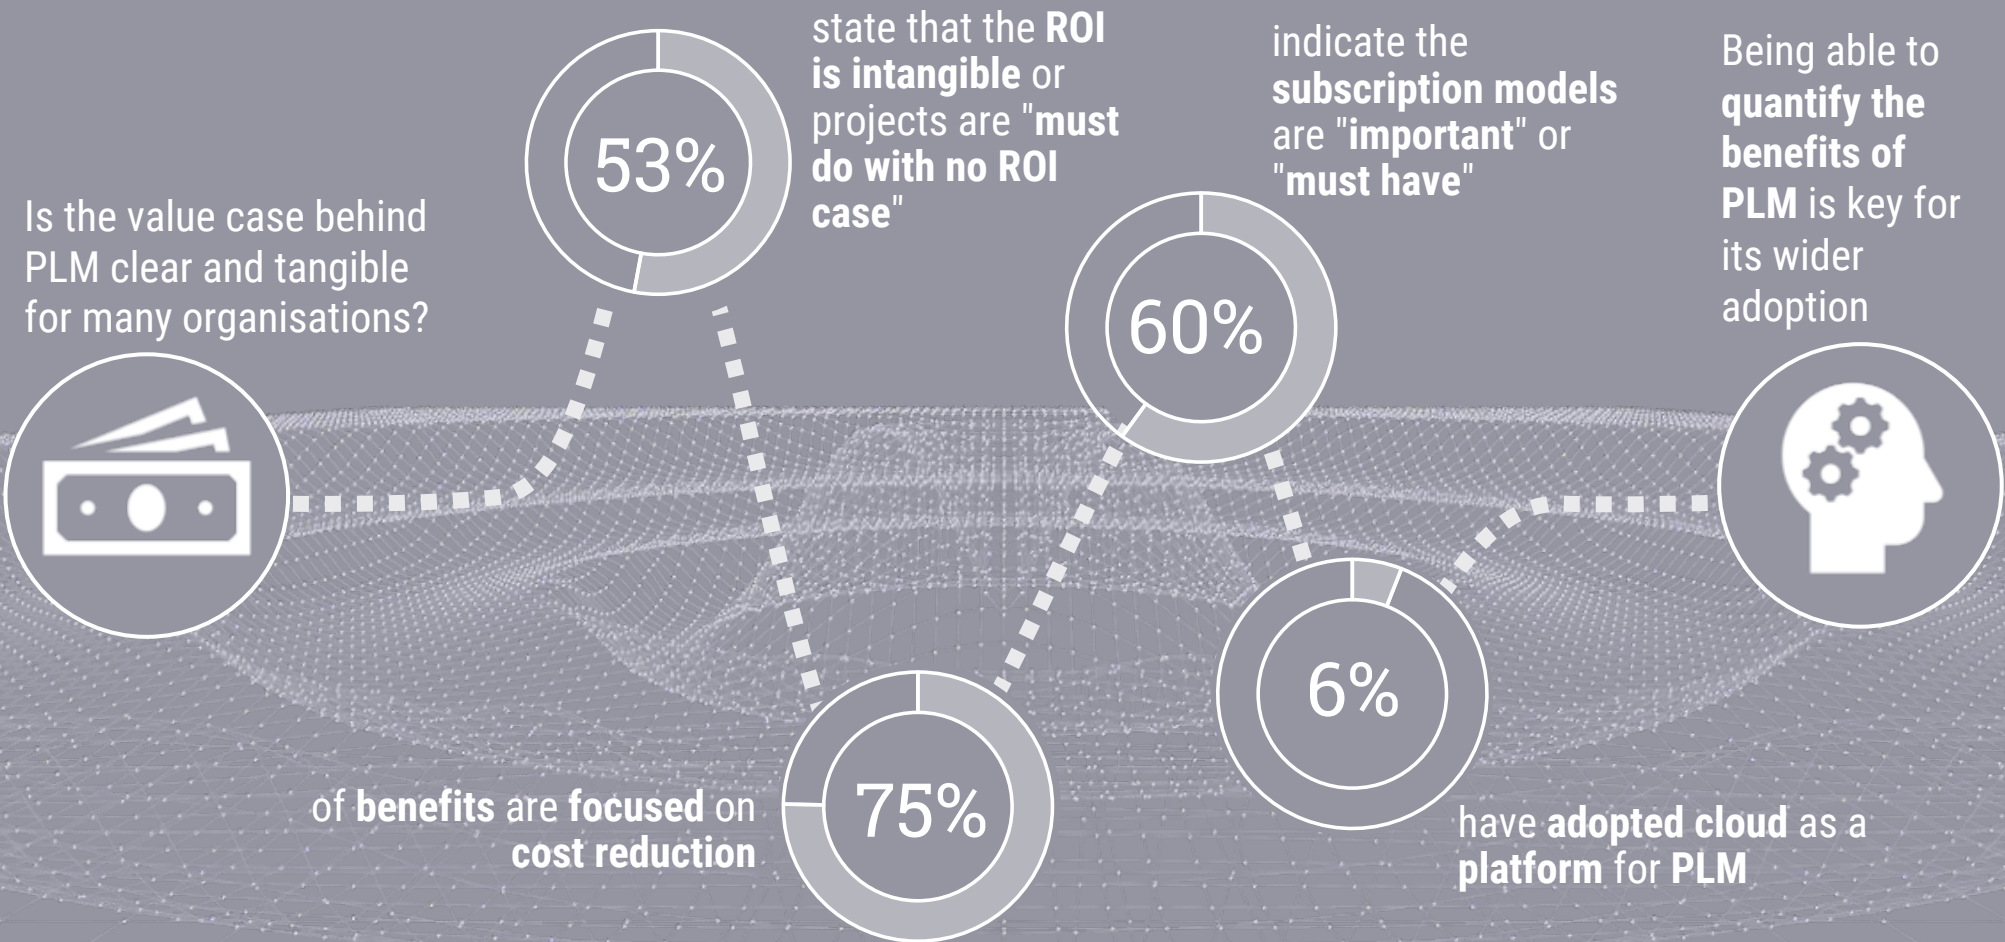 Is the value case behind
PLM clear and tangible
for many organisations?
53%
state that the ROI
is intangible or
projects are "must
do with no ROI
case"
75%
of benefits are focused on
cost reduction
60%
indicate the
subscription models
are "important" or
"must have"
6%
have adopted cloud as a
platform for PLM
Being able to
quantify the
benefits of
PLM is key for
its wider
adoption